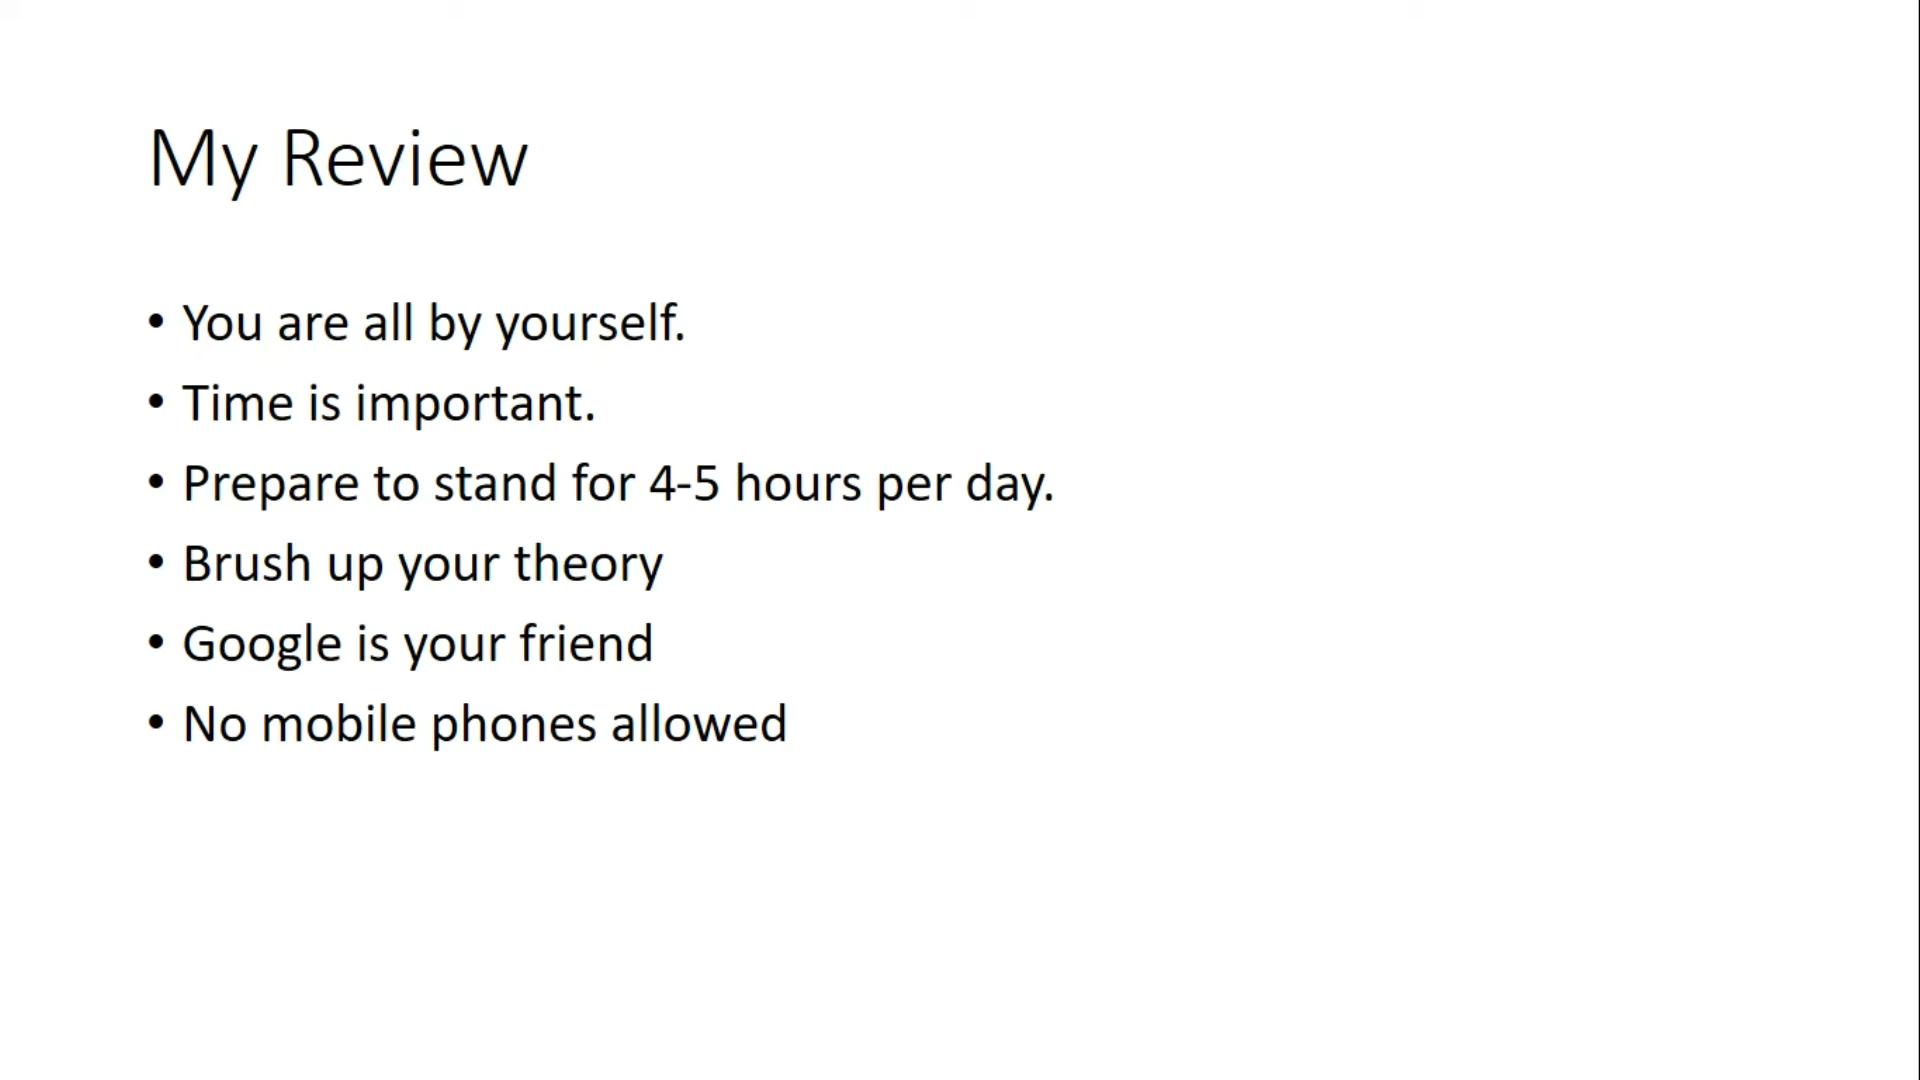 My Review
• You are all by yourself.
• Time is important.
• Prepare to stand for 4-5 hours per day.
• Brush up your theory
• Google is your friend
• No mobile phones allowed